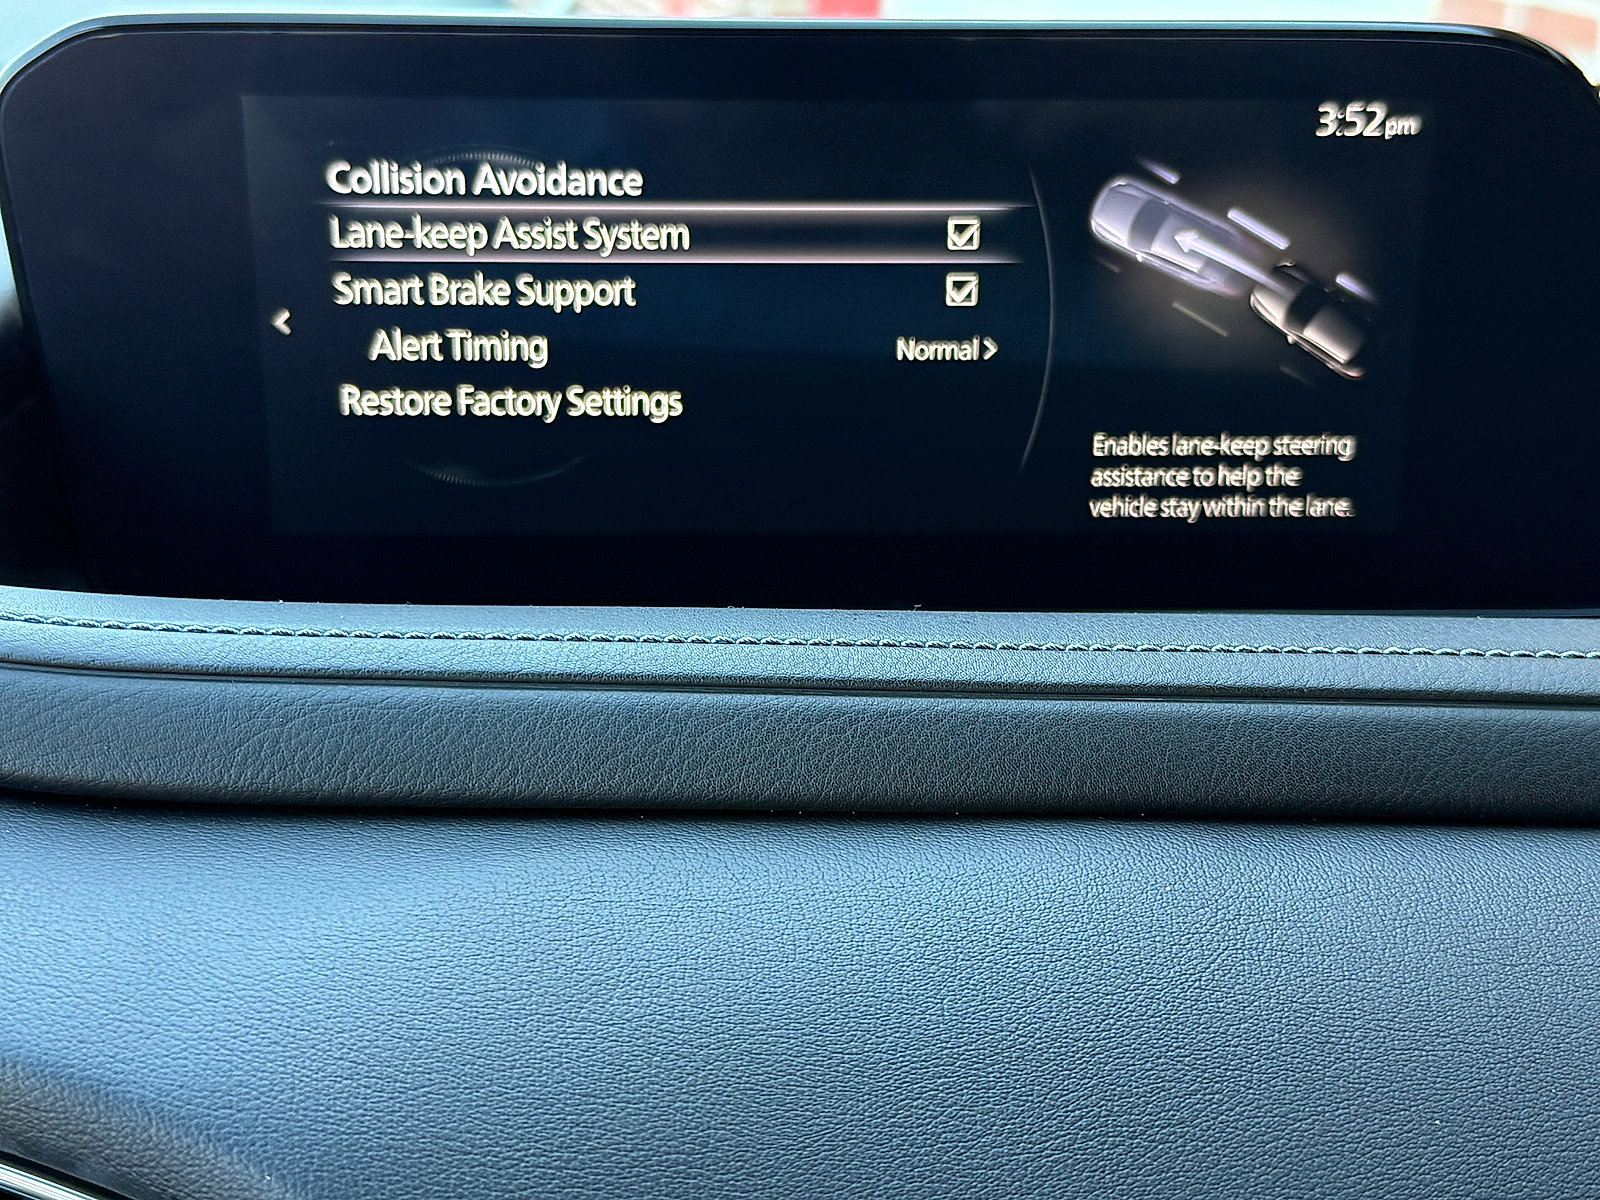 3:52pm
Collision Avoidance
Lane-keep Assist System
Smart Brake Support
Alert Timing Normal
Restore Factory Settings
Enables lane-keep steering
assistance to help the
vehicle stay within the lane.